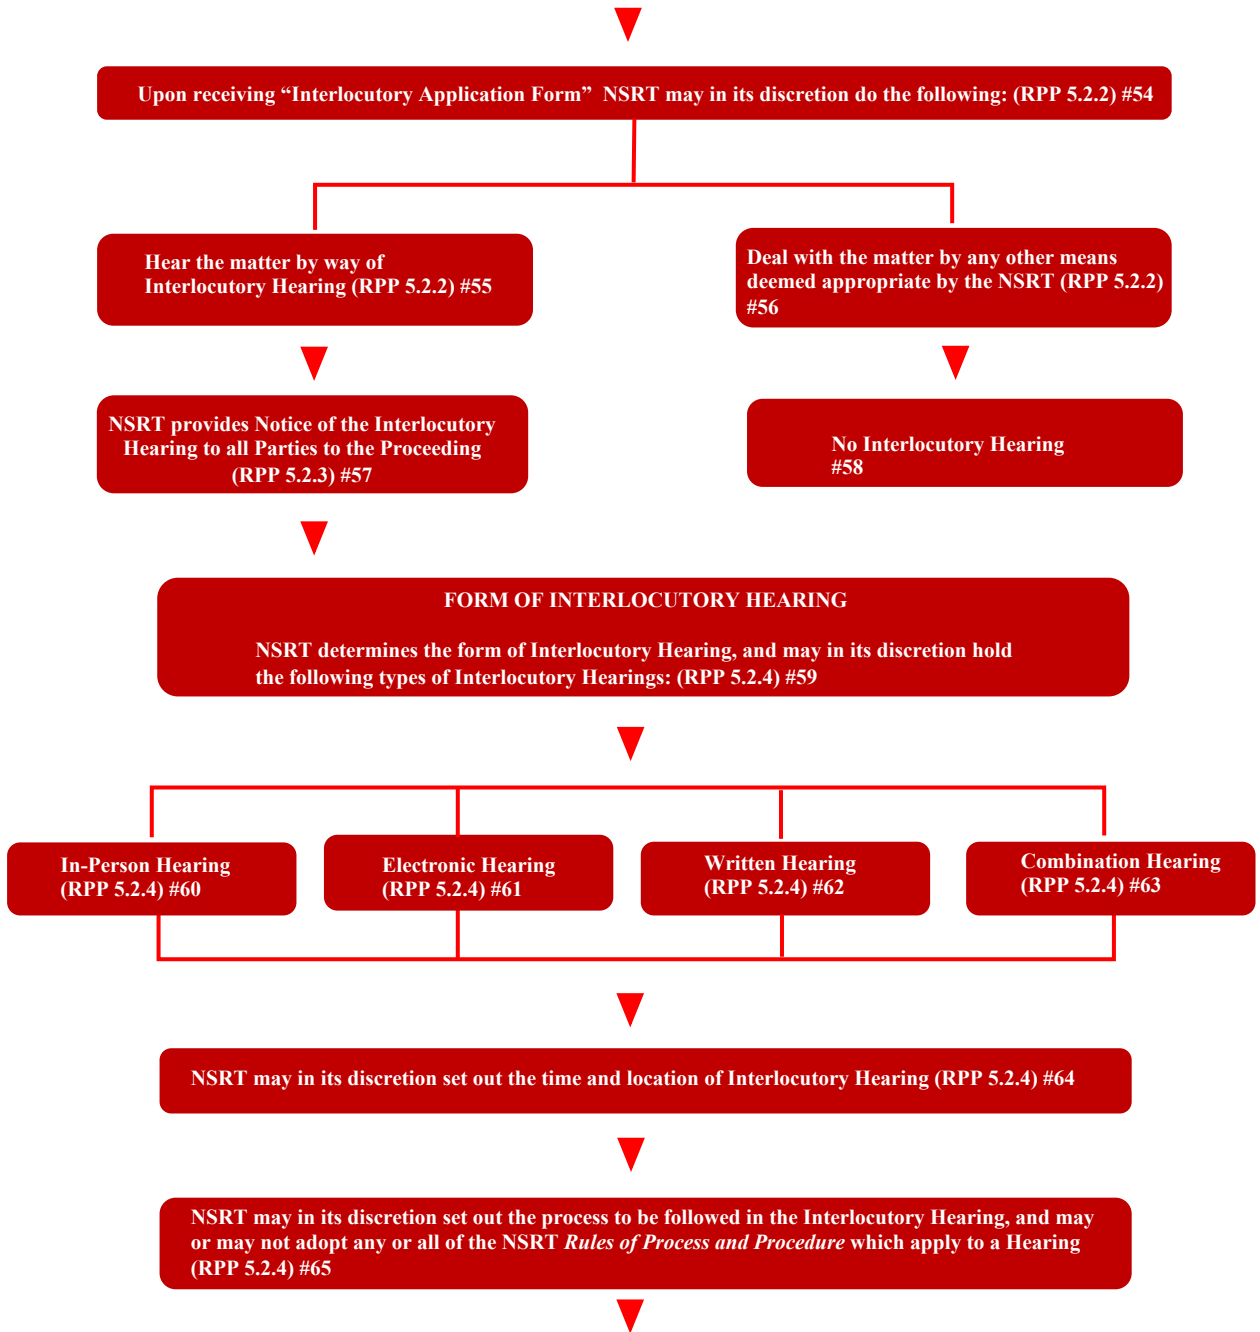 Upon receiving “Interlocutory Application Form”  NSRT may in its discretion do the following: (RPP 5.2.2) #54
Hear the matter by way of
Interlocutory Hearing (RPP 5.2.2) #55
Deal with the matter by any other means
deemed appropriate by the NSRT (RPP 5.2.2)
#56
NSRT provides Notice of the Interlocutory
Hearing to all Parties to the Proceeding
(RPP 5.2.3) #57
No Interlocutory Hearing
#58
FORM OF INTERLOCUTORY HEARING
NSRT determines the form of Interlocutory Hearing, and may in its discretion hold
the following types of Interlocutory Hearings: (RPP 5.2.4) #59
In-Person Hearing
(RPP 5.2.4) #60
Electronic Hearing
(RPP 5.2.4) #61
Written Hearing
(RPP 5.2.4) #62
Combination Hearing
(RPP 5.2.4) #63
NSRT may in its discretion set out the time and location of Interlocutory Hearing (RPP 5.2.4) #64
NSRT may in its discretion set out the process to be followed in the Interlocutory Hearing, and may
or may not adopt any or all of the NSRT Rules of Process and Procedure which apply to a Hearing
(RPP 5.2.4) #65